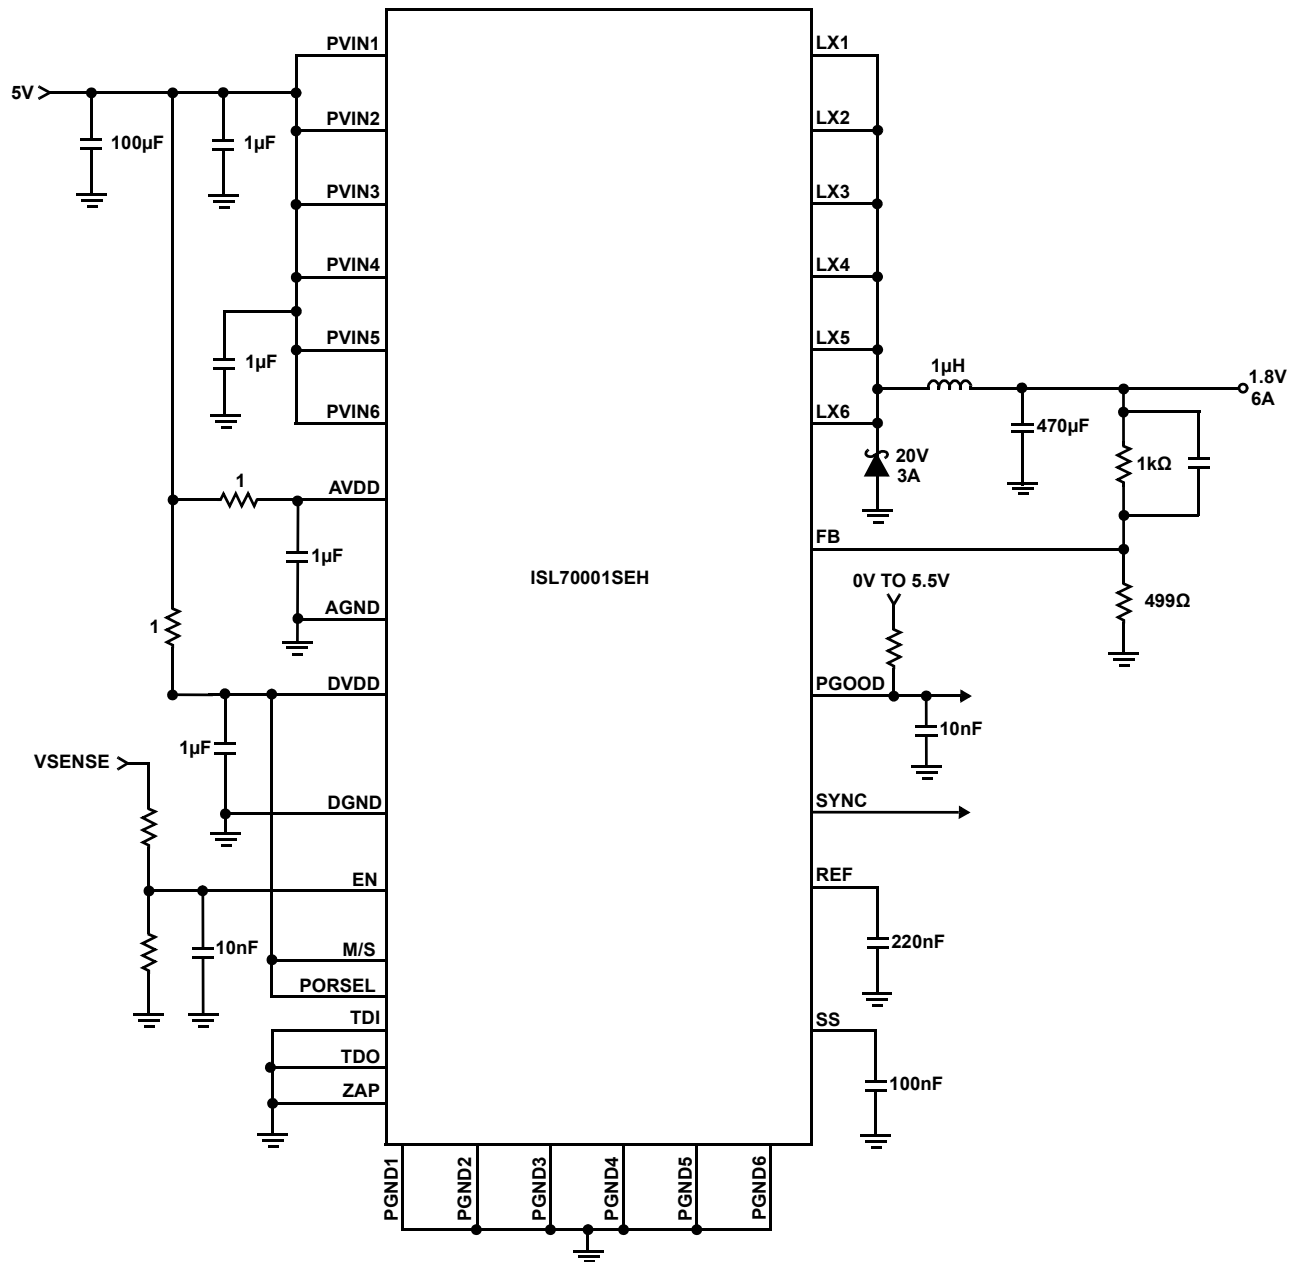 PVIN1
LX1
5V
100µF
1µF
PVIN2
LX2
PVIN3
LX3
PVIN4
LX4
1µF
PVIN5
LX5
1µH
1.8V
6A
PVIN6
LX6
470µF
20V
3A
1kΩ
1
AVDD
1µF
FB
ISL70001SEH
0V TO 5.5V
499Ω
AGND
1
DVDD
PGOOD
10nF
1µF
VSENSE
DGND
SYNC
EN
REF
10nF
220nF
M/S
PORSEL
TDI
SS
TDO
100nF
ZAP
PGND1
PGND2
PGND3
PGND4
PGND5
PGND6